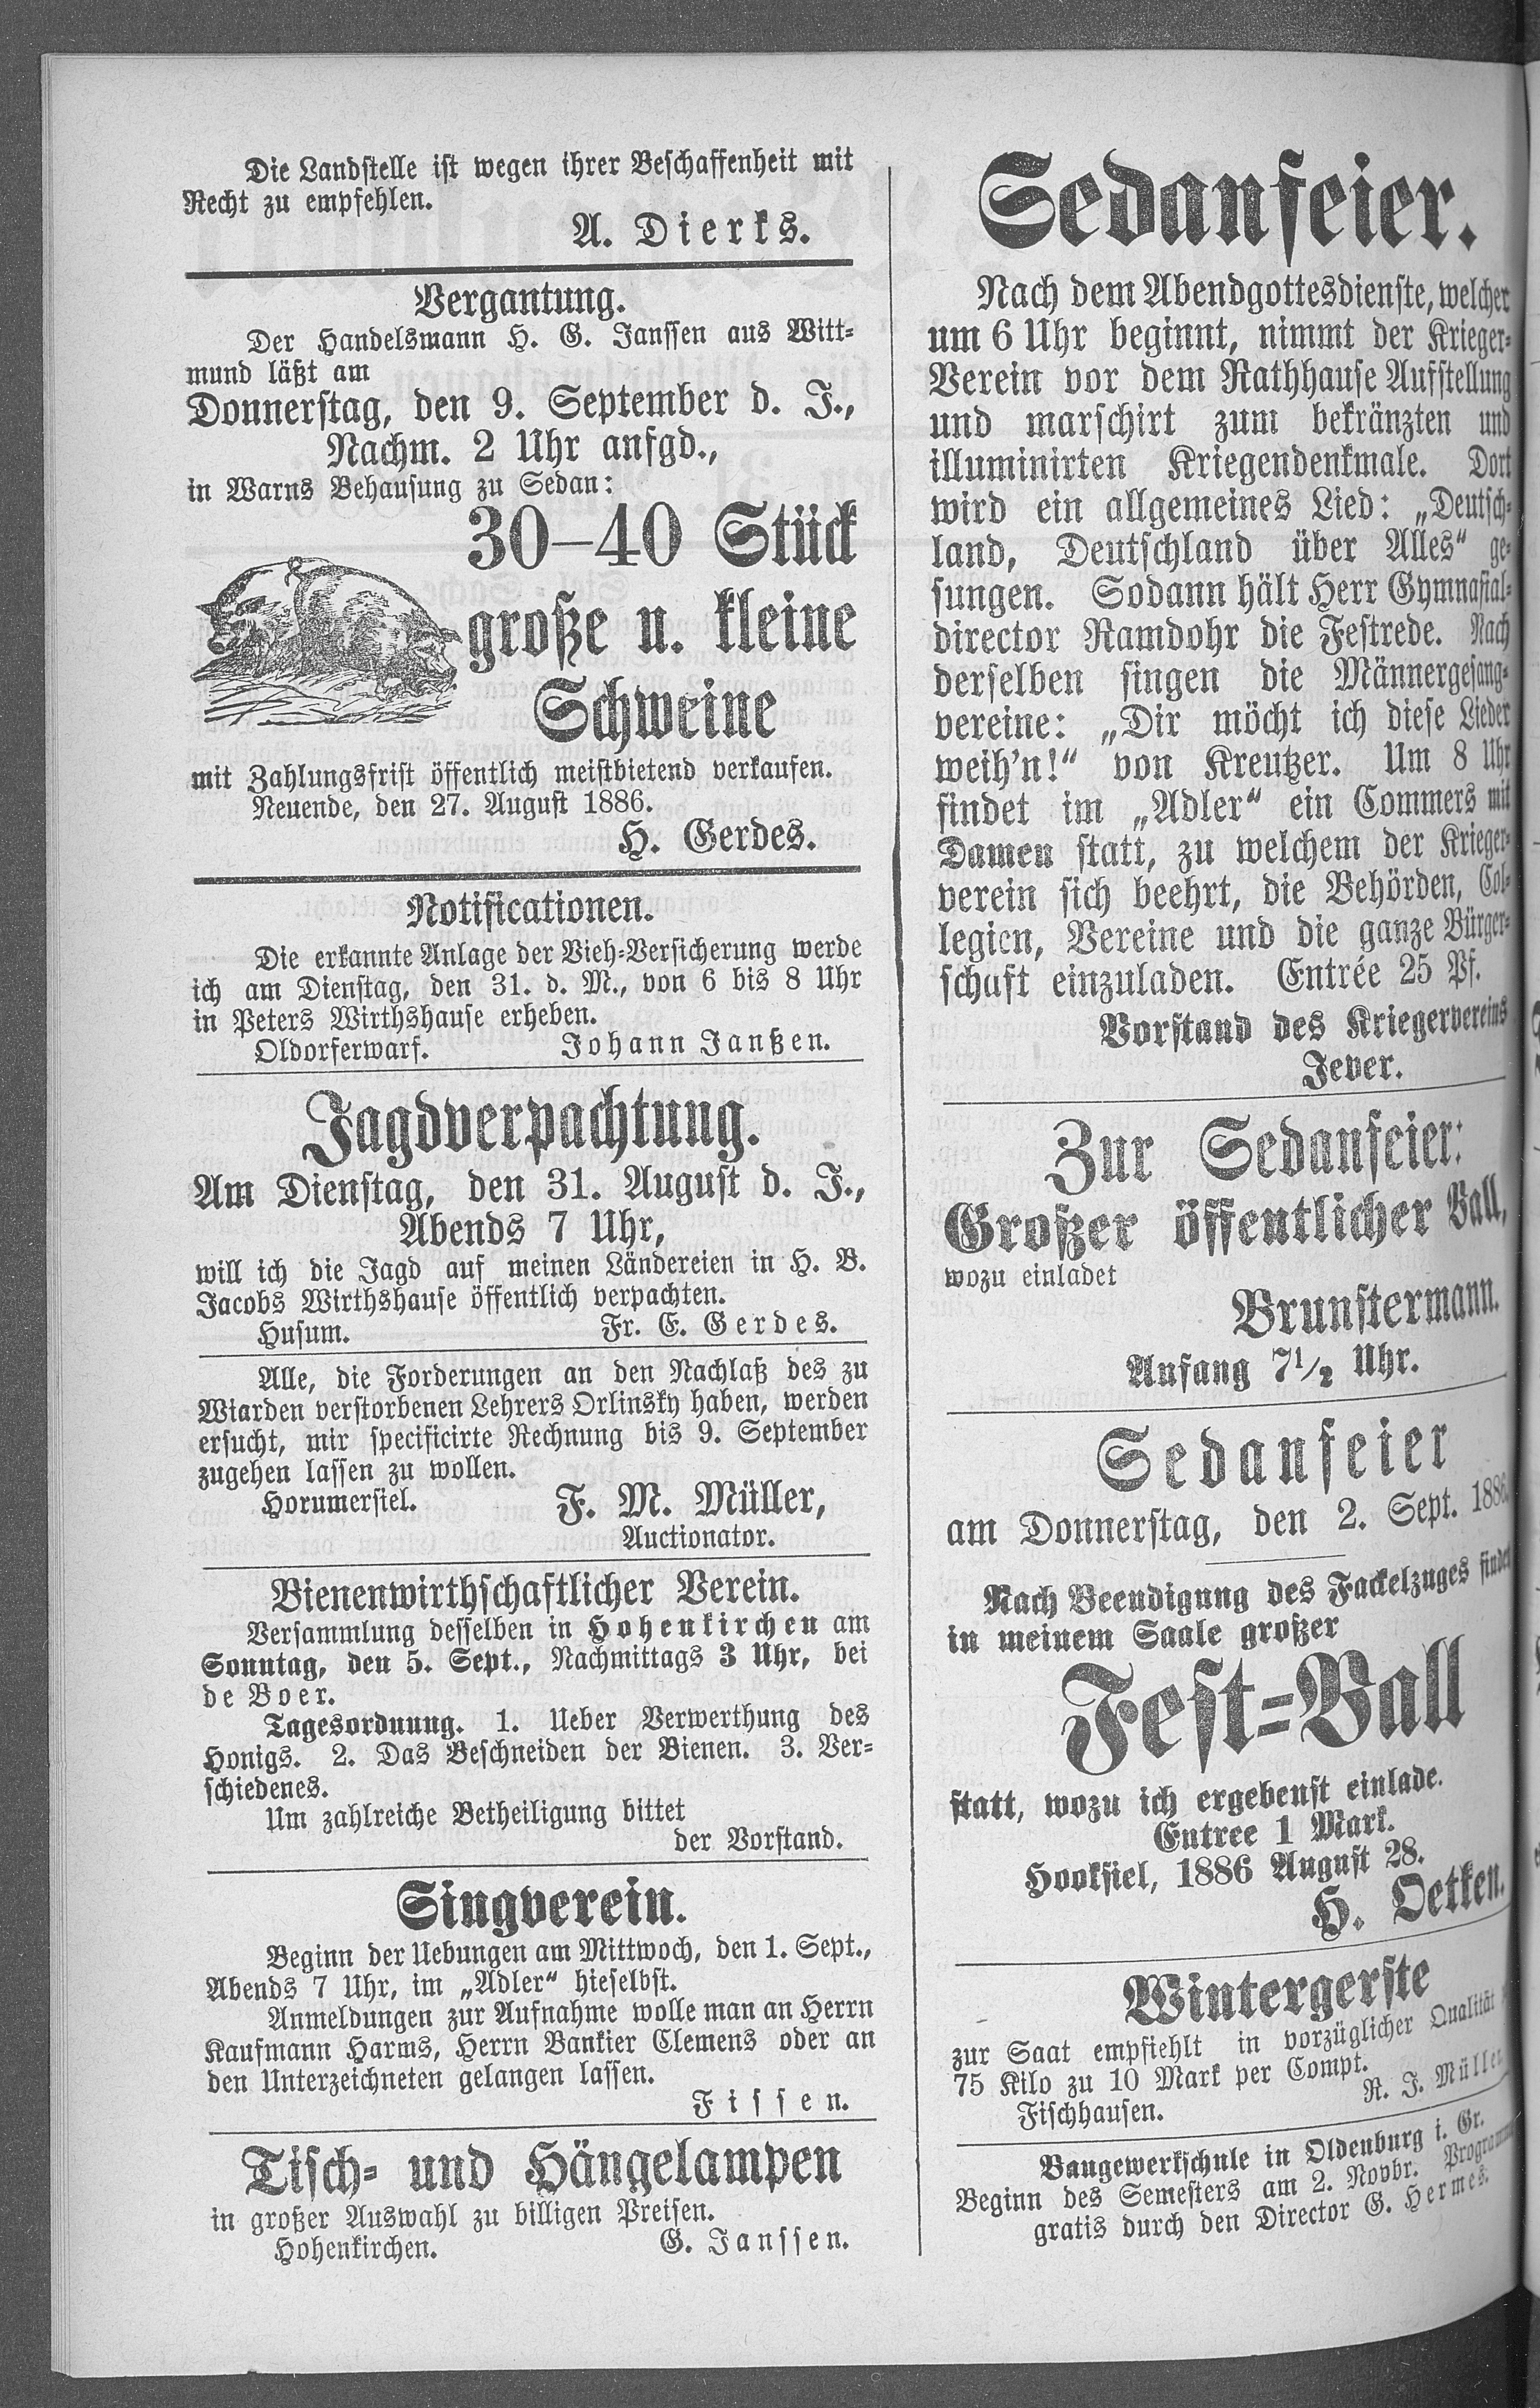 Die Landstelle ist wegen ihrer Beschaffenheit mit
Recht zu empfehlen.
A. Dierks.
Vergantung.
Der Handelsmann H. G. Janssen aus Witt-
mund läßt am
Donnerstag, den 9. September d. J.,
Nachm. 2 Uhr anfgd.,
in Warns Behausung zu Sedan:
30–40 Stück
große u. kleine
Schweine
mit Zahlungsfrist öffentlich meistbietend verkaufen.
Neuende, den 27. August 1886.
H. Gerdes.
Notificationen.
Die erkannte Anlage der Vieh-Versicherung werde
ich am Dienstag, den 31. d. M., von 6 bis 8 Uhr
in Peters Wirthshause erheben.
Oldorferwarf. Johann Janßen.
Jagdverpachtung.
Am Dienstag, den 31. August d. J.,
Abends 7 Uhr,
will ich die Jagd auf meinen Ländereien in H. B.
Jacobs Wirthshause öffentlich verpachten.
Husum. Fr. E. Gerdes.
Alle, die Forderungen an den Nachlaß des zu
Wiarden verstorbenen Lehrers Orlinsky haben, werden
ersucht, mir specificirte Rechnung bis 9. September
zugehen lassen zu wollen.
Horumersiel. F. M. Müller,
Auctionator.
Bienenwirthschaftlicher Verein.
Versammlung desselben in Hohenkirchen am
Sonntag, den 5. Sept., Nachmittags 3 Uhr, bei
de Boer.
Tagesordnung. 1. Ueber Verwerthung des
Honigs. 2. Das Beschneiden der Bienen. 3. Ver-
schiedenes.
Um zahlreiche Betheiligung bittet
der Vorstand.
Singverein.
Beginn der Uebungen am Mittwoch, den 1. Sept.,
Abends 7 Uhr, im „Adler“ hieselbst.
Anmeldungen zur Aufnahme wolle man an Herrn
Kaufmann Harms, Herrn Bankier Clemens oder an
den Unterzeichneten gelangen lassen.
Fissen.
Tisch- und Hängelampen
in großer Auswahl zu billigen Preisen.
Hohenkirchen. G. Janssen.
Sedanfeier.
Nach dem Abendgottesdienste, welcher
um 6 Uhr beginnt, nimmt der Krieger-
Verein vor dem Rathhause Aufstellung
und marschirt zum bekränzten und
illuminirten Kriegendenkmale. Dort
wird ein allgemeines Lied: „Deutsch-
land, Deutschland über Alles“ ge-
sungen. Sodann hält Herr Gymnasial-
director Ramdohr die Festrede. Nach
derselben singen die Männergesang-
vereine: „Dir möcht ich diese Lieder
weih'n!“ von Kreutzer. Um 8 Uhr
findet im „Adler“ ein Commers mit
Damen statt, zu welchem der Krieger-
verein sich beehrt, die Behörden, Col-
legien, Vereine und die ganze Bürger-
schaft einzuladen. Entrée 25 Pf.
Vorstand des Kriegervereins
Jever.
Zur Sedanfeier:
Großer öffentlicher Ball,
wozu einladet
Brunstermann.
Anfang 7½ Uhr.
Sedanfeier
am Donnerstag, den 2. Sept. 1886.
Nach Beendigung des Fackelzuges findet
in meinem Saale großer
Fest-Ball
statt, wozu ich ergebenst einlade.
Entree 1 Mark.
Hooksiel, 1886 August 28.
H. Oetken.
Wintergerste
zur Saat empfiehlt in vorzüglicher Qualität
75 Kilo zu 10 Mark per Compt.
Fischhausen. R. J. Müller
Baugewerkschule in Oldenburg i. Gr.
Beginn des Semesters am 2. Novbr. Programm
gratis durch den Director G. Hermes.